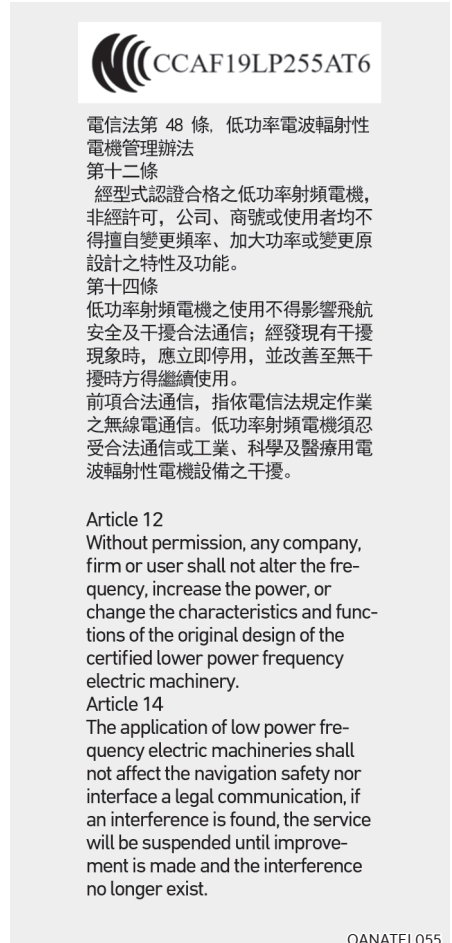 CCAF19LP255AT6
電信法第 48 條, 低功率電波輻射性
電機管理辦法
第十二條
經型式認證合格之低功率射頻電機,
非經許可, 公司、商號或使用者均不
得擅自變更頻率、加大功率或變更原
設計之特性及功能。
第十四條
低功率射頻電機之使用不得影響飛航
安全及干擾合法通信; 經發現有干擾
現象時, 應立即停用, 並改善至無干
擾時方得繼續使用。
前項合法通信, 指依電信法規定作業
之無線電通信。低功率射頻電機須忍
受合法通信或工業、科學及醫療用電
波輻射性電機設備之干擾。
Article 12
Without permission, any company,
firm or user shall not alter the fre-
quency, increase the power, or
change the characteristics and func-
tions of the original design of the
certified lower power frequency
electric machinery.
Article 14
The application of low power fre-
quency electric machineries shall
not affect the navigation safety nor
interface a legal communication, if
an interference is found, the service
will be suspended until improve-
ment is made and the interference
no longer exist.
OANATEL055